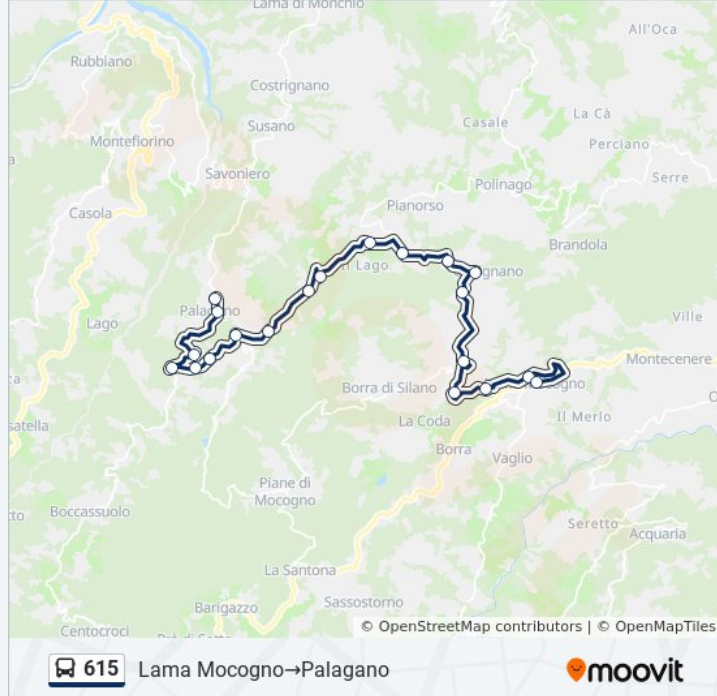 Lama di Monchio
All'Oca
Rubbiano
Costrignano
La Cà
Casale
Susano
Perciano
Montefiorino
Savoniero
Serre
Polinago
Casola
Pianorso
Brandola
Lago
Ville
Lago
Montecenere
Borra di Silano
Il Merlo
La Coda
Borra
Vaglio
Piane di
Mocogno
Boccassuolo
Seretto
Acquaria
La Santona
Sassostorno
Barigazzo
Centocroci
© OpenStreetMap contributors | © OpenMapTiles
615 Lama Mocogno→Palagano
moovit